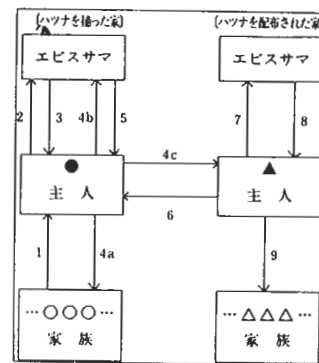 〔ハツナを捕った家〕
〔ハツナを配布された家〕
エビスサマ
エビスサマ
2
3
4b
5
7
8
●
主人
4c
6
▲
主人
1
4a
9
…○○○…
家族
…△△△…
家族